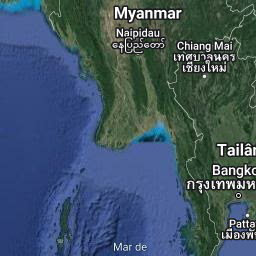 Myanmar
Naipidau
နေပြည်တော်
Chiang Mai
เทศบาลนคร
เชียงใหม่
Tailân
Bangko
กรุงเทพมห
Patta
เมืองพั
Mar de